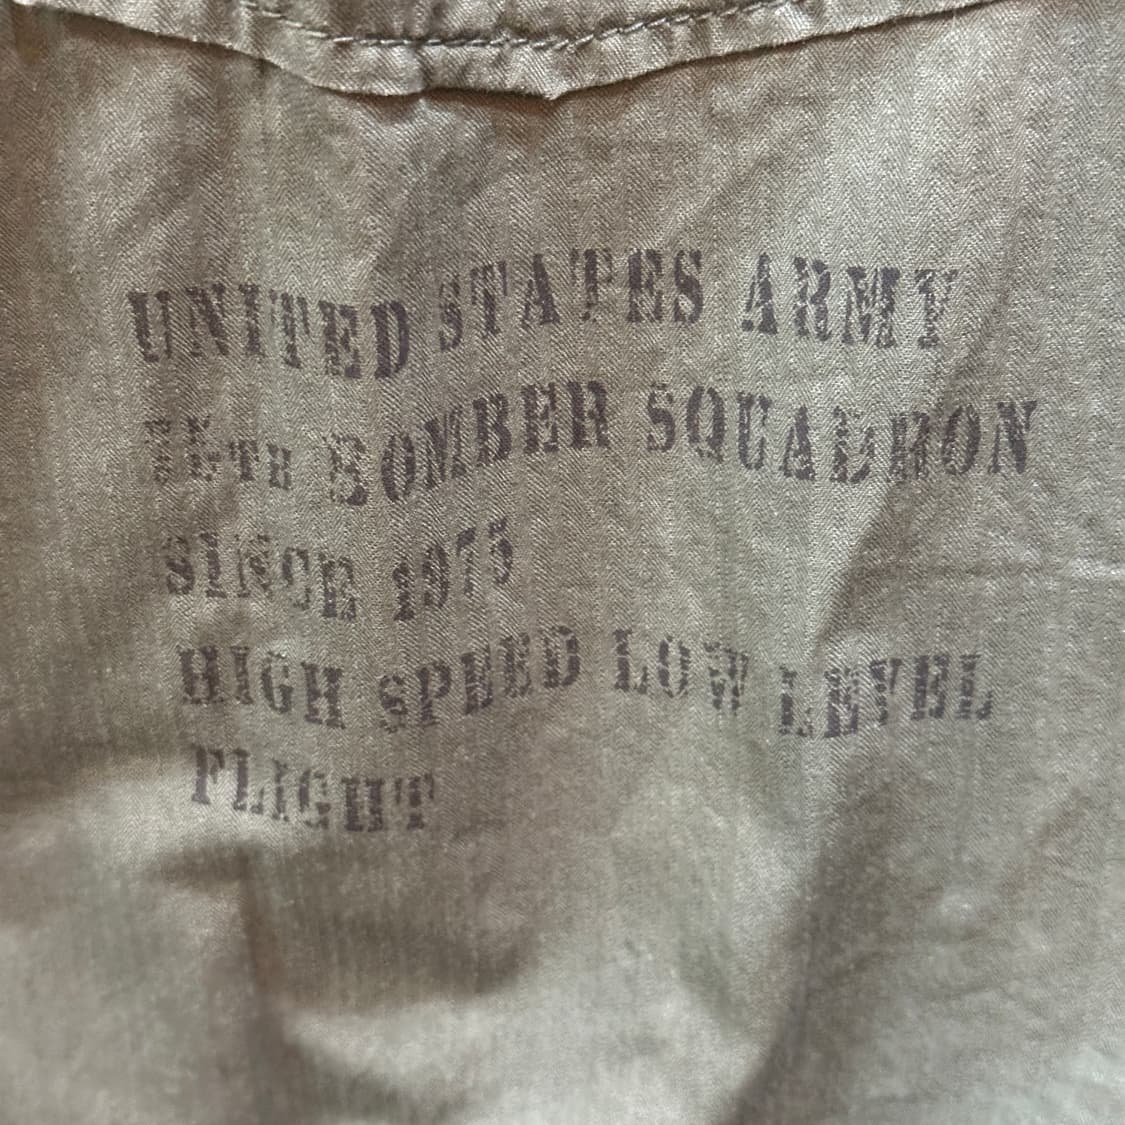 UNITED STATES ARMY
BOMBER SQUADRON
SINCE 1975
HIGH SPEED LOW LEVEL
FLIGHT